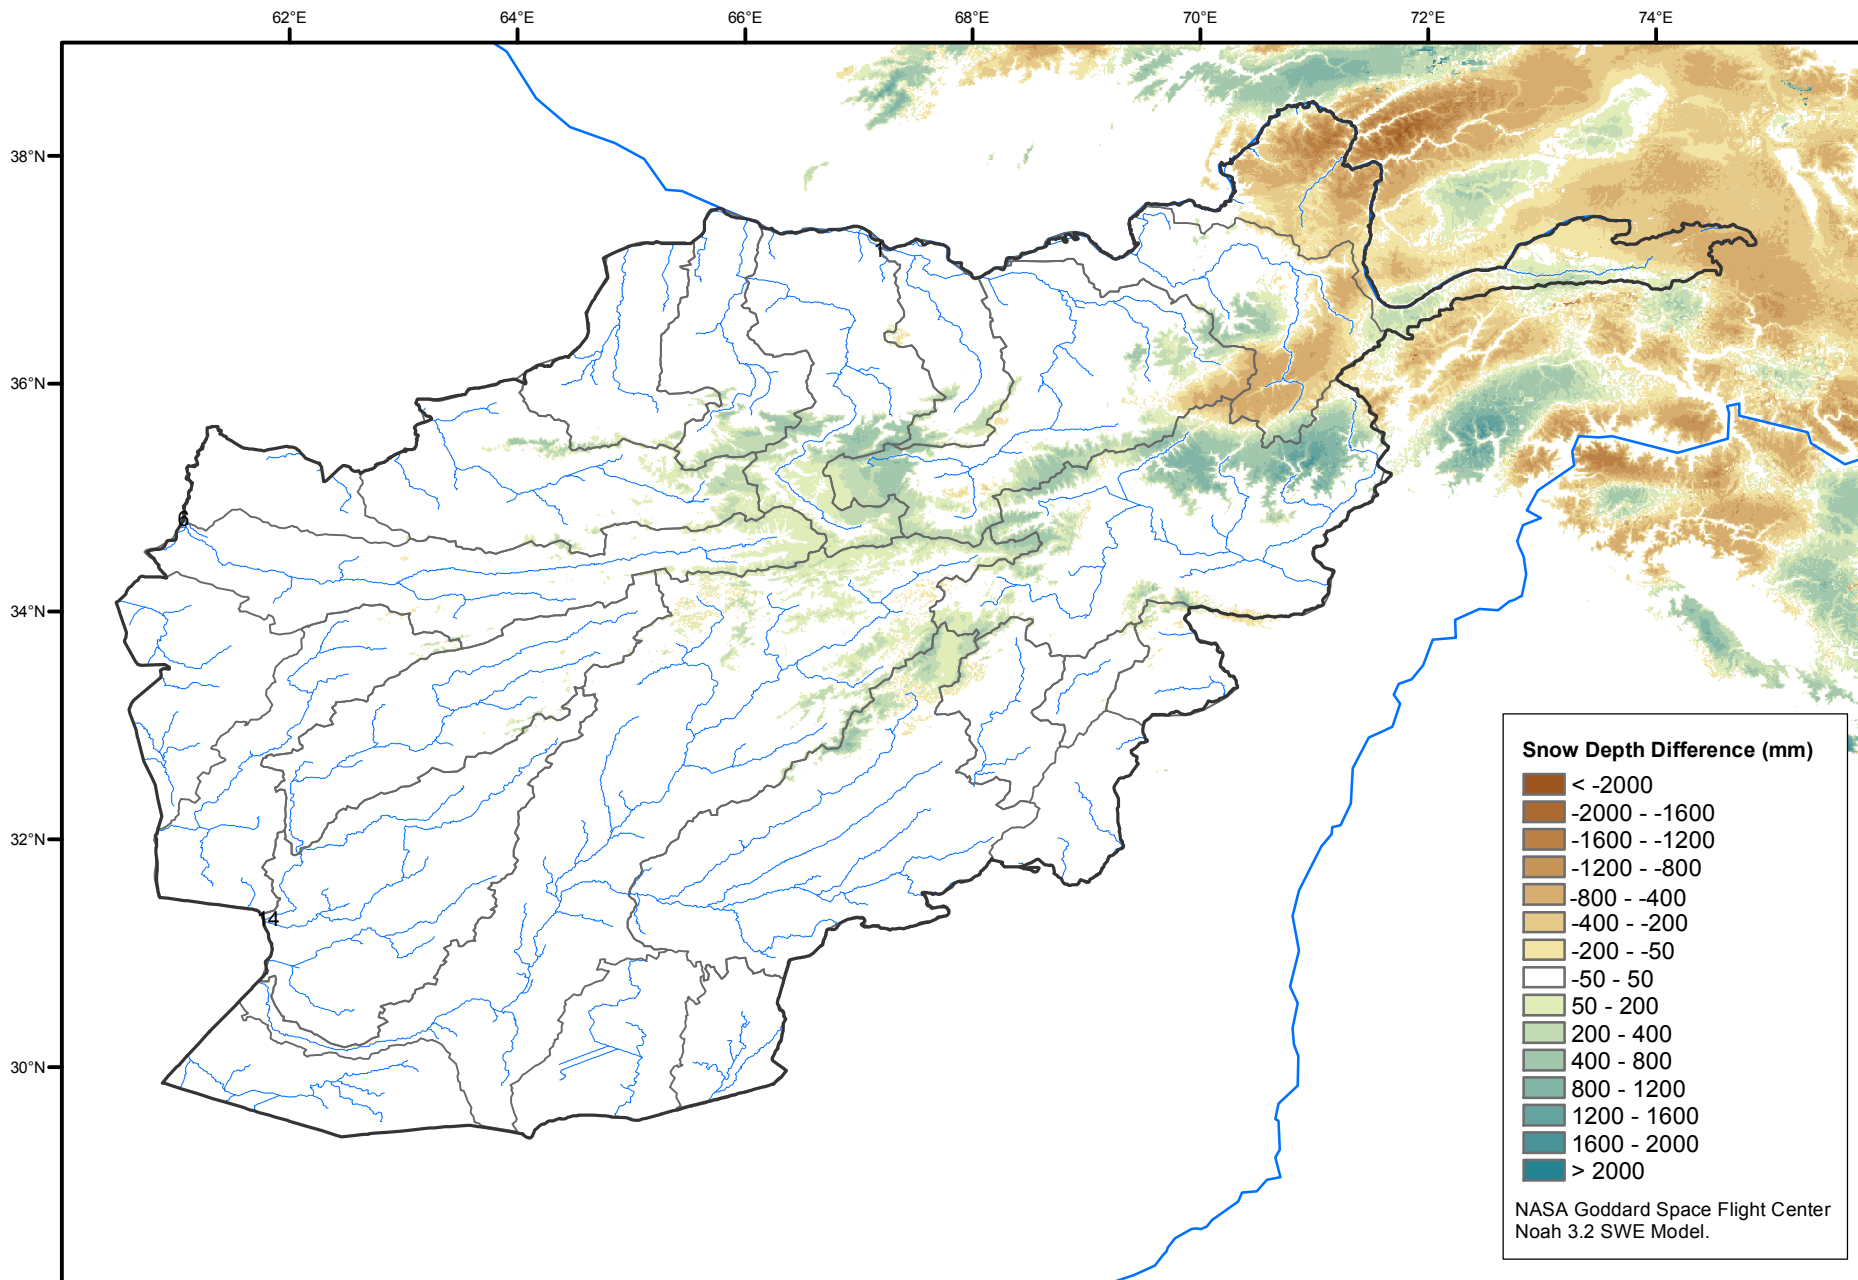 62°E 64°E 66°E 68°E 70°E 72°E 74°E
38°N
1
36°N
6
34°N
32°N
14
30°N
Snow Depth Difference (mm)
< -2000
-2000 - -1600
-1600 - -1200
-1200 - -800
-800 - -400
-400 - -200
-200 - -50
-50 - 50
50 - 200
200 - 400
400 - 800
800 - 1200
1200 - 1600
1600 - 2000
> 2000
NASA Goddard Space Flight Center
Noah 3.2 SWE Model.